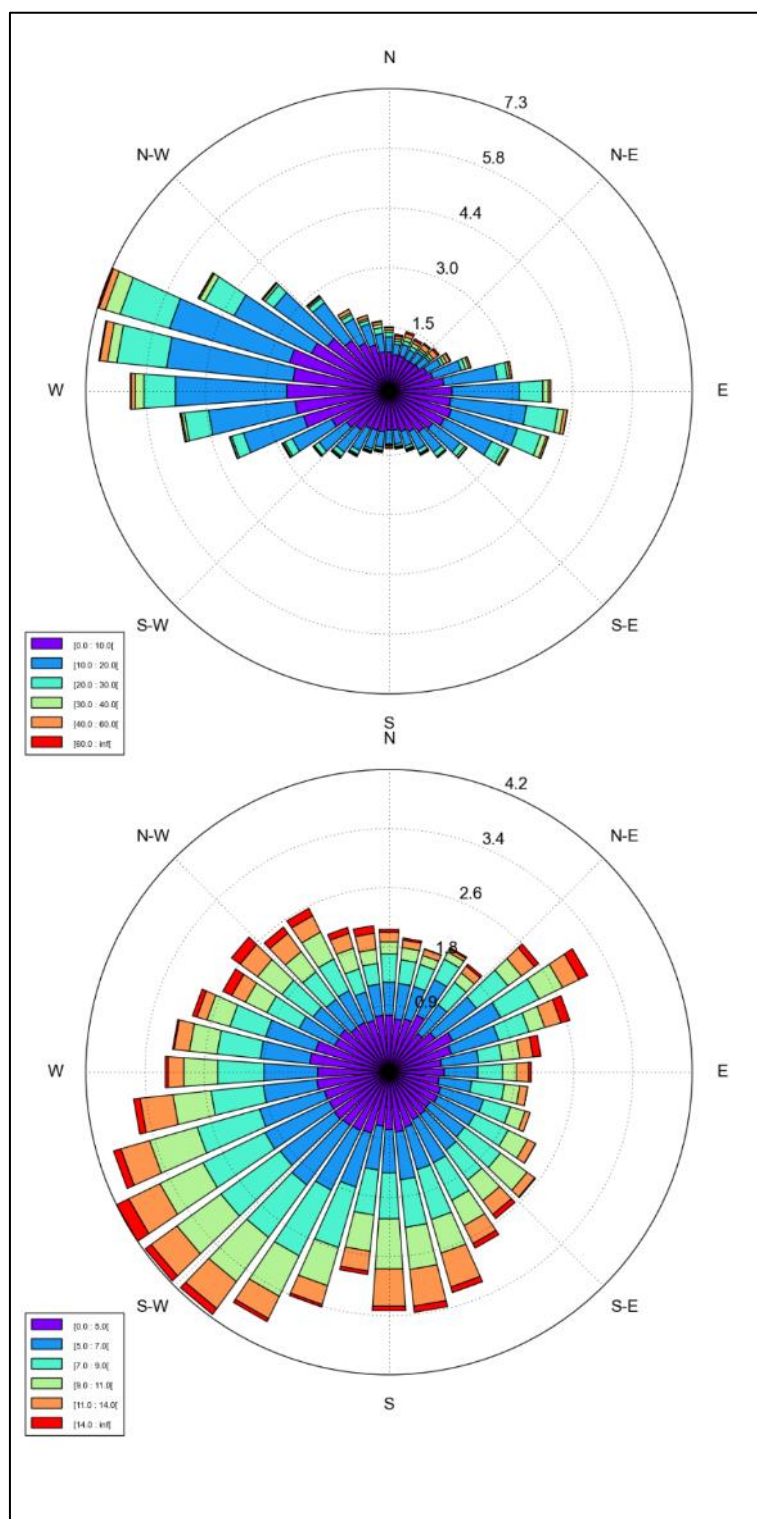 N
7.3
N-W
N-E
5.8
4.4
3.0
1.5
W
E
S-W
S-E
[0.0 : 10.0[
[10.0 : 20.0[
[20.0 : 30.0[
[30.0 : 40.0[
[40.0 : 60.0[
[60.0 : inf[
S
N
4.2
N-W
N-E
3.4
2.6
1.8
0.9
W
E
S-W
S-E
[0.0 : 5.0[
[5.0 : 7.0[
[7.0 : 9.0[
[9.0 : 11.0[
[11.0 : 14.0[
[14.0 : inf[
S